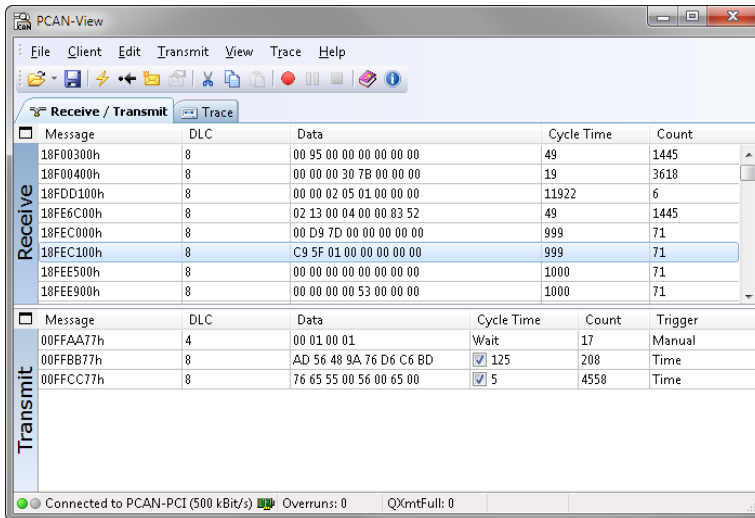 PCAN-View
File Client Edit Transmit View Trace Help
Receive / Transmit Trace
Message DLC Data Cycle Time Count
18F00300h 8 00 95 00 00 00 00 00 00 49 1445
18F00400h 8 00 00 00 30 7B 00 00 00 19 3618
18FDD100h 8 00 00 02 05 01 00 00 00 11922 6
18FE6C00h 8 02 13 00 04 00 00 83 52 49 1445
18FEC000h 8 00 D9 7D 00 00 00 00 00 999 71
18FEC100h 8 C9 5F 01 00 00 00 00 00 999 71
18FEE500h 8 00 00 00 00 00 00 00 00 1000 71
18FEE900h 8 00 00 00 00 53 00 00 00 1000 71
Receive
Message DLC Data Cycle Time Count Trigger
00FFAA77h 4 00 01 00 01 Wait 17 Manual
00FFBB77h 8 AD 56 48 9A 76 D6 C6 BD 125 208 Time
00FFCC77h 8 76 65 55 00 56 00 65 00 5 4558 Time
Transmit
Connected to PCAN-PCI (500 kBit/s) Overruns: 0 QXmtFull: 0